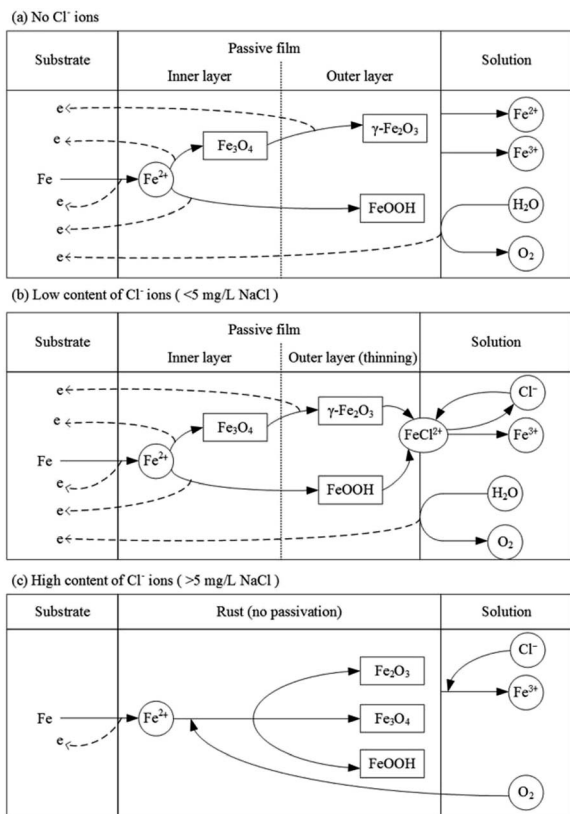 (a) No Cl⁻ ions
Substrate Passive film Solution
Inner layer Outer layer
e
e
Fe₃O₄ γ-Fe₂O₃ Fe²⁺
Fe³⁺
Fe Fe²⁺
e FeOOH H₂O
e
e O₂
(b) Low content of Cl⁻ ions ( <5 mg/L NaCl )
Substrate Passive film Solution
Inner layer Outer layer (thinning)
e Cl⁻
e γ-Fe₂O₃
Fe₃O₄ FeCl²⁺ Fe³⁺
Fe Fe²⁺
e FeOOH H₂O
e
e O₂
(c) High content of Cl⁻ ions ( >5 mg/L NaCl )
Substrate Rust (no passivation) Solution
Cl⁻
Fe₂O₃
Fe³⁺
Fe Fe²⁺ Fe₃O₄
e
FeOOH
O₂